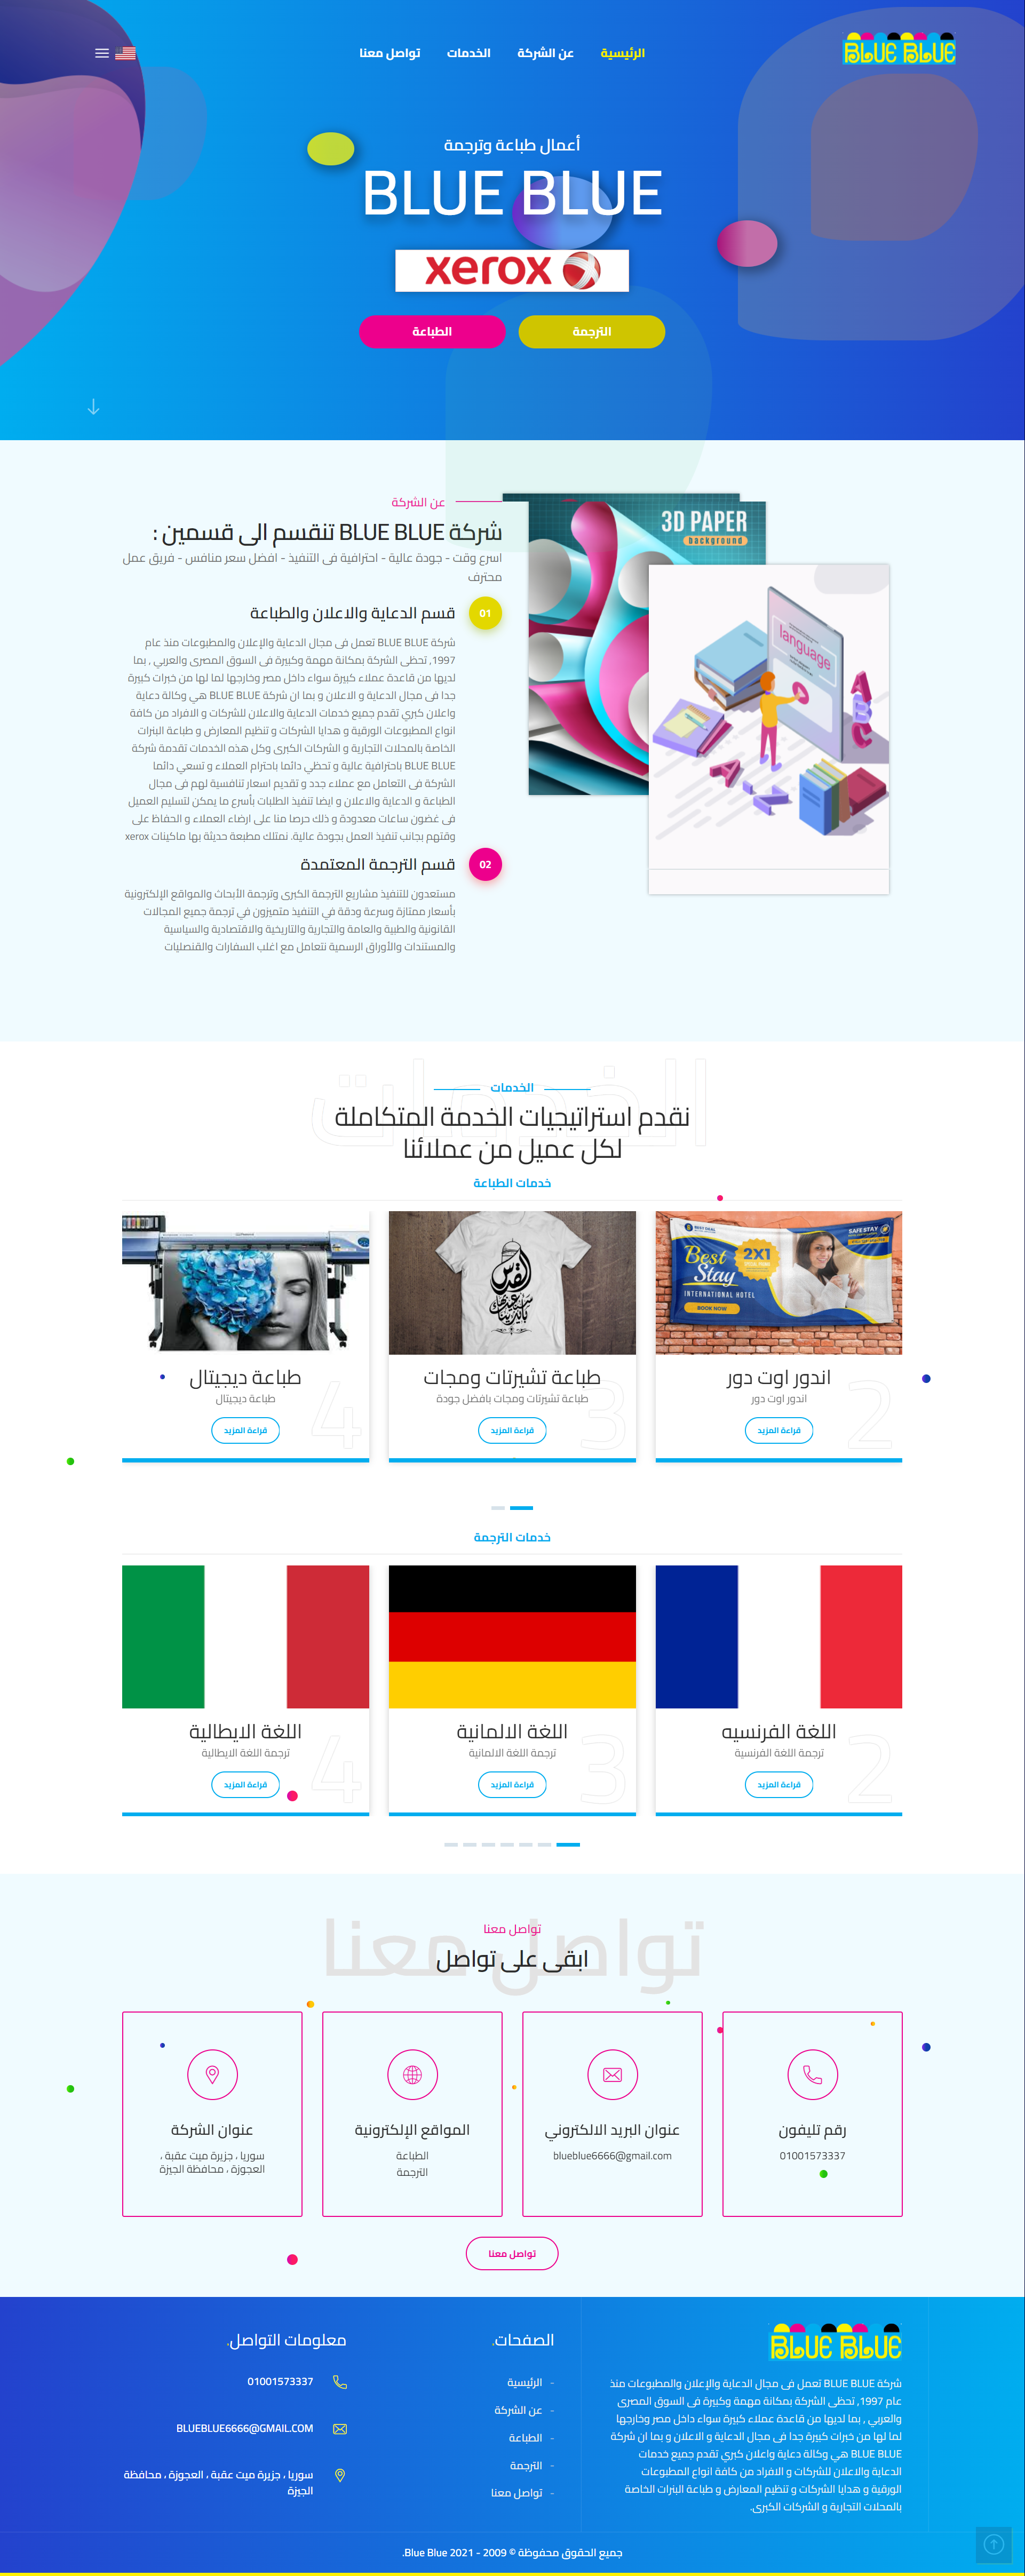 BLUE BLUE
الرئيسية
عن الشركة
الخدمات
تواصل معنا
أعمال طباعة وترجمة
BLUE BLUE
xerox
الترجمة
الطباعة
عن الشركة
شركة BLUE BLUE تنقسم الى قسمين :
اسرع وقت - جودة عالية - احترافية فى التنفيذ - افضل سعر منافس - فريق عمل
محترف
3D PAPER
background
language
A
B
C
A
Z
01
قسم الدعاية والاعلان والطباعة
شركة BLUE BLUE تعمل فى مجال الدعاية والإعلان والمطبوعات منذ عام
1997, تحظى الشركة بمكانة مهمة وكبيرة فى السوق المصرى والعربي , بما
لديها من قاعدة عملاء كبيرة سواء داخل مصر وخارجها لما لها من خبرات كبيرة
جدا فى مجال الدعاية و الاعلان و بما ان شركة BLUE BLUE هي وكالة دعاية
واعلان كبري تقدم جميع خدمات الدعاية والاعلان للشركات و الافراد من كافة
انواع المطبوعات الورقية و هدايا الشركات و تنظيم المعارض و طباعة البنرات
الخاصة بالمحلات التجارية و الشركات الكبرى وكل هذه الخدمات تقدمة شركة
BLUE BLUE باحترافية عالية و تحظي دائما باحترام العملاء و تسعي دائما
الشركة فى التعامل مع عملاء جدد و تقديم اسعار تنافسية لهم فى مجال
الطباعة و الدعاية والاعلان و ايضا تنفيذ الطلبات بأسرع ما يمكن لتسليم العميل
فى غضون ساعات معدودة و ذلك حرصا منا على ارضاء العملاء و الحفاظ على
وقتهم بجانب تنفيذ العمل بجودة عالية. نمتلك مطبعة حديثة بها ماكينات xerox
02
قسم الترجمة المعتمدة
مستعدون للتنفيذ مشاريع الترجمة الكبرى وترجمة الأبحاث والمواقع الإلكترونية
بأسعار ممتازة وسرعة ودقة في التنفيذ متميزون في ترجمة جميع المجالات
القانونية والطبية والعامة والتجارية والتاريخية والاقتصادية والسياسية
والمستندات والأوراق الرسمية نتعامل مع اغلب السفارات والقنصليات
الخدمات
الخدمات
نقدم استراتيجيات الخدمة المتكاملة
لكل عميل من عملائنا
خدمات الطباعة
BEST DEAL
SAFE STAY
Best
Stay
2X1
INTERNATIONAL HOTEL
BOOK NOW
القدس
2
اندور اوت دور
اندور اوت دور
قراءة المزيد
3
طباعة تشيرتات ومجات
طباعة تشيرتات ومجات بافضل جودة
قراءة المزيد
4
طباعة ديجيتال
طباعة ديجيتال
قراءة المزيد
خدمات الترجمة
2
اللغة الفرنسيه
ترجمة اللغة الفرنسية
قراءة المزيد
3
اللغة الالمانية
ترجمة اللغة الالمانية
قراءة المزيد
4
اللغة الايطالية
ترجمة اللغة الايطالية
قراءة المزيد
تواصل معنا
تواصل معنا
ابقى على تواصل
رقم تليفون
01001573337
عنوان البريد الالكتروني
blueblue6666@gmail.com
المواقع الإلكترونية
الطباعة
الترجمة
عنوان الشركة
سوريا ، جزيرة ميت عقبة ،
العجوزة ، محافظة الجيزة
تواصل معنا
BLUE BLUE
شركة BLUE BLUE تعمل فى مجال الدعاية والإعلان والمطبوعات منذ
عام 1997, تحظى الشركة بمكانة مهمة وكبيرة فى السوق المصرى
والعربي , بما لديها من قاعدة عملاء كبيرة سواء داخل مصر وخارجها
لما لها من خبرات كبيرة جدا فى مجال الدعاية و الاعلان و بما ان شركة
BLUE BLUE هي وكالة دعاية واعلان كبري تقدم جميع خدمات
الدعاية والاعلان للشركات و الافراد من كافة انواع المطبوعات
الورقية و هدايا الشركات و تنظيم المعارض و طباعة البنرات الخاصة
بالمحلات التجارية و الشركات الكبرى.
الصفحات.
- الرئيسية
- عن الشركة
- الطباعة
- الترجمة
- تواصل معنا
معلومات التواصل.
01001573337
BLUEBLUE6666@GMAIL.COM
سوريا ، جزيرة ميت عقبة ، العجوزة ، محافظة
الجيزة
جميع الحقوق محفوظة © 2009 - 2021 Blue Blue.